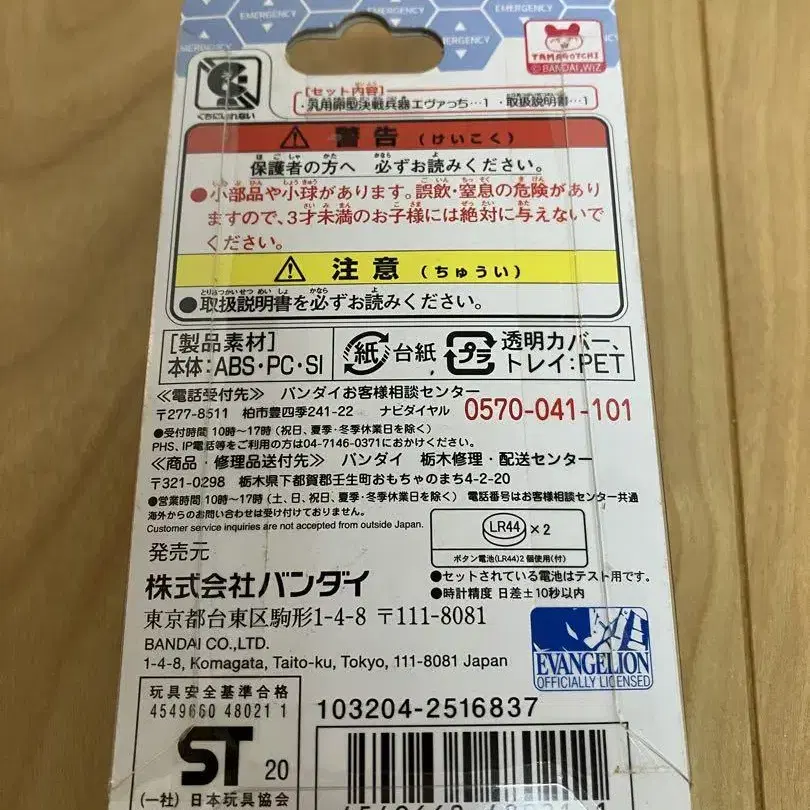 EMERGENCY
EMERGENCY
EMERGENCY
EMERGENCY
TAMAGOTCHI
©BANDAI,WiZ
くちにいれない
[セット内容]
・汎用卵型決戦兵器エヴァっち…1 ・取扱説明書…1
警告 (けいこく)
保護者の方へ 必ずお読みください。
●小部品や小球があります。誤飲・窒息の危険があり
ますので、3才未満のお子様には絶対に与えないで
ください。
注意 (ちゅうい)
●取扱説明書を必ずお読みください。
[製品素材]
本体:ABS・PC・SI
紙 台紙
プラ 透明カバー、
トレイ:PET
≪電話受付先≫ バンダイお客様相談センター
〒277-8511 柏市豊四季241-22 ナビダイヤル 0570-041-101
●受付時間 10時〜17時(祝日、夏季・冬季休業日を除く)
PHS、IP電話等をご利用の方は04-7146-0371におかけください。
≪商品・修理品送付先≫ バンダイ 栃木修理・配送センター
〒321-0298 栃木県下都賀郡壬生町おもちゃのまち4-2-20
●営業時間 10時〜17時(土、日、祝日、夏季・冬季休業日を除く) 電話番号はお客様相談センター共通
海外からのお問い合わせは受け付けておりません。
Customer service inquiries are not accepted from outside Japan.
LR44 ×2
ボタン電池(LR44)2個使用(付)
●セットされている電池はテスト用です。
●時計精度 日差±10秒以内
発売元
株式会社バンダイ
東京都台東区駒形1-4-8 〒111-8081
BANDAI CO.,LTD.
1-4-8, Komagata, Taito-ku, Tokyo, 111-8081 Japan
EVANGELION
OFFICIALLY LICENSED
玩具安全基準合格
4549660 48021 1
ST 20
(一社)日本玩具協会
103204-2516837